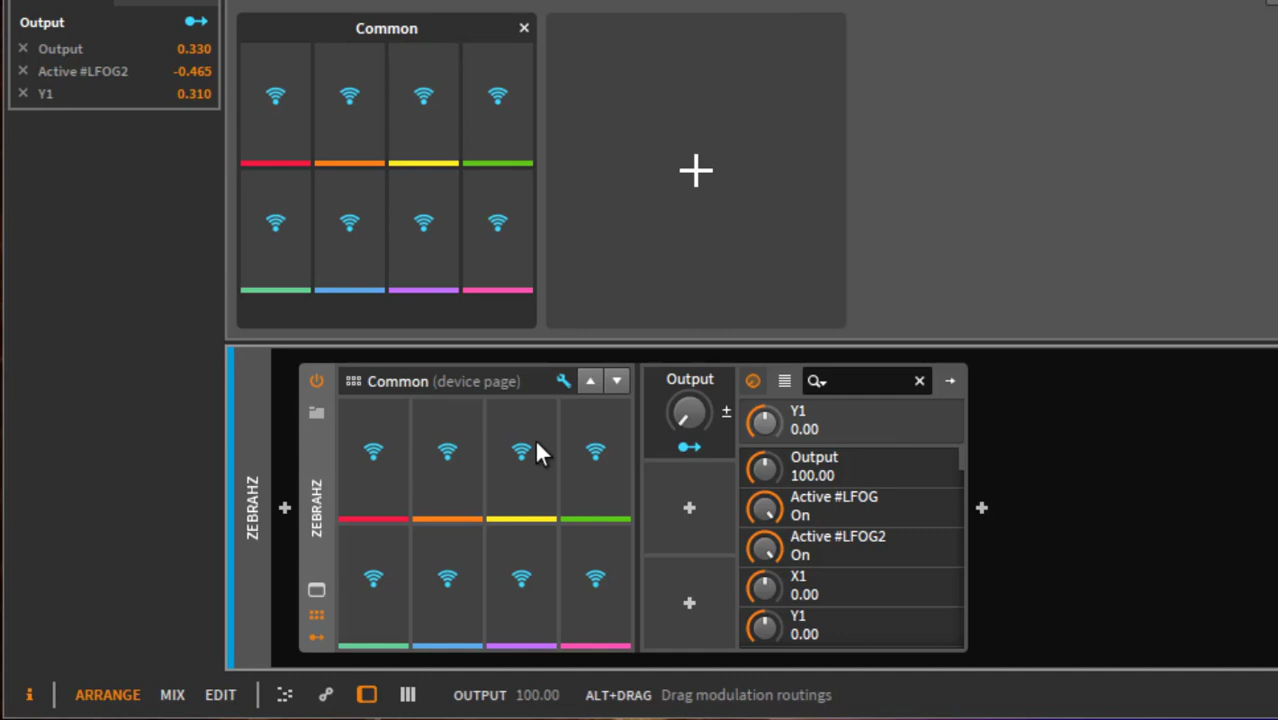 Output
Output 0.330
Active #LFOG2 -0.465
Y1 0.310
Common
ZEBRAHZ
ZEBRAHZ
Common (device page)
Output
Y1
0.00
Output
100.00
Active #LFOG
On
Active #LFOG2
On
X1
0.00
Y1
0.00
i ARRANGE MIX EDIT OUTPUT 100.00 ALT+DRAG Drag modulation routings